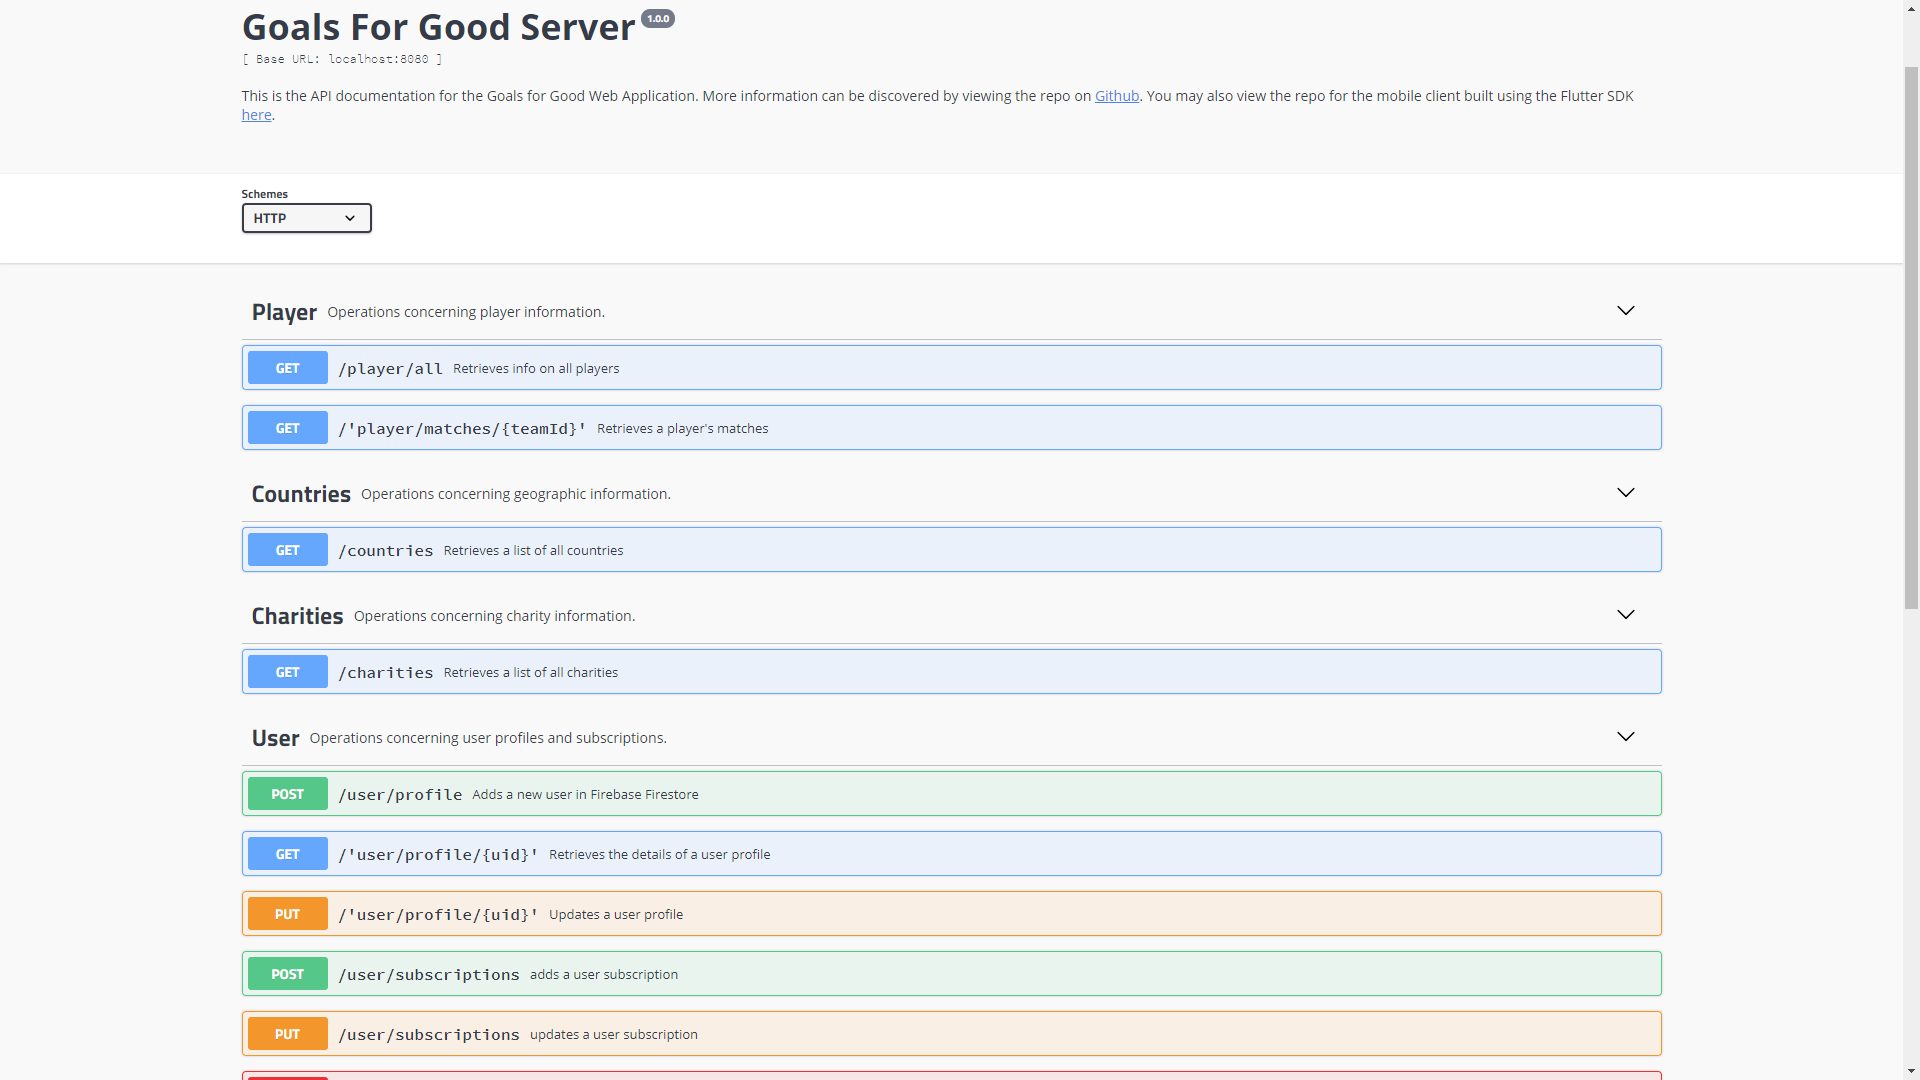 Goals For Good Server 1.0.0
[ Base URL: localhost:8080 ]
This is the API documentation for the Goals for Good Web Application. More information can be discovered by viewing the repo on Github. You may also view the repo for the mobile client built using the Flutter SDK
here.
Schemes
HTTP
Player Operations concerning player information.
GET /player/all Retrieves info on all players
GET /'player/matches/{teamId}' Retrieves a player's matches
Countries Operations concerning geographic information.
GET /countries Retrieves a list of all countries
Charities Operations concerning charity information.
GET /charities Retrieves a list of all charities
User Operations concerning user profiles and subscriptions.
POST /user/profile Adds a new user in Firebase Firestore
GET /'user/profile/{uid}' Retrieves the details of a user profile
PUT /'user/profile/{uid}' Updates a user profile
POST /user/subscriptions adds a user subscription
PUT /user/subscriptions updates a user subscription